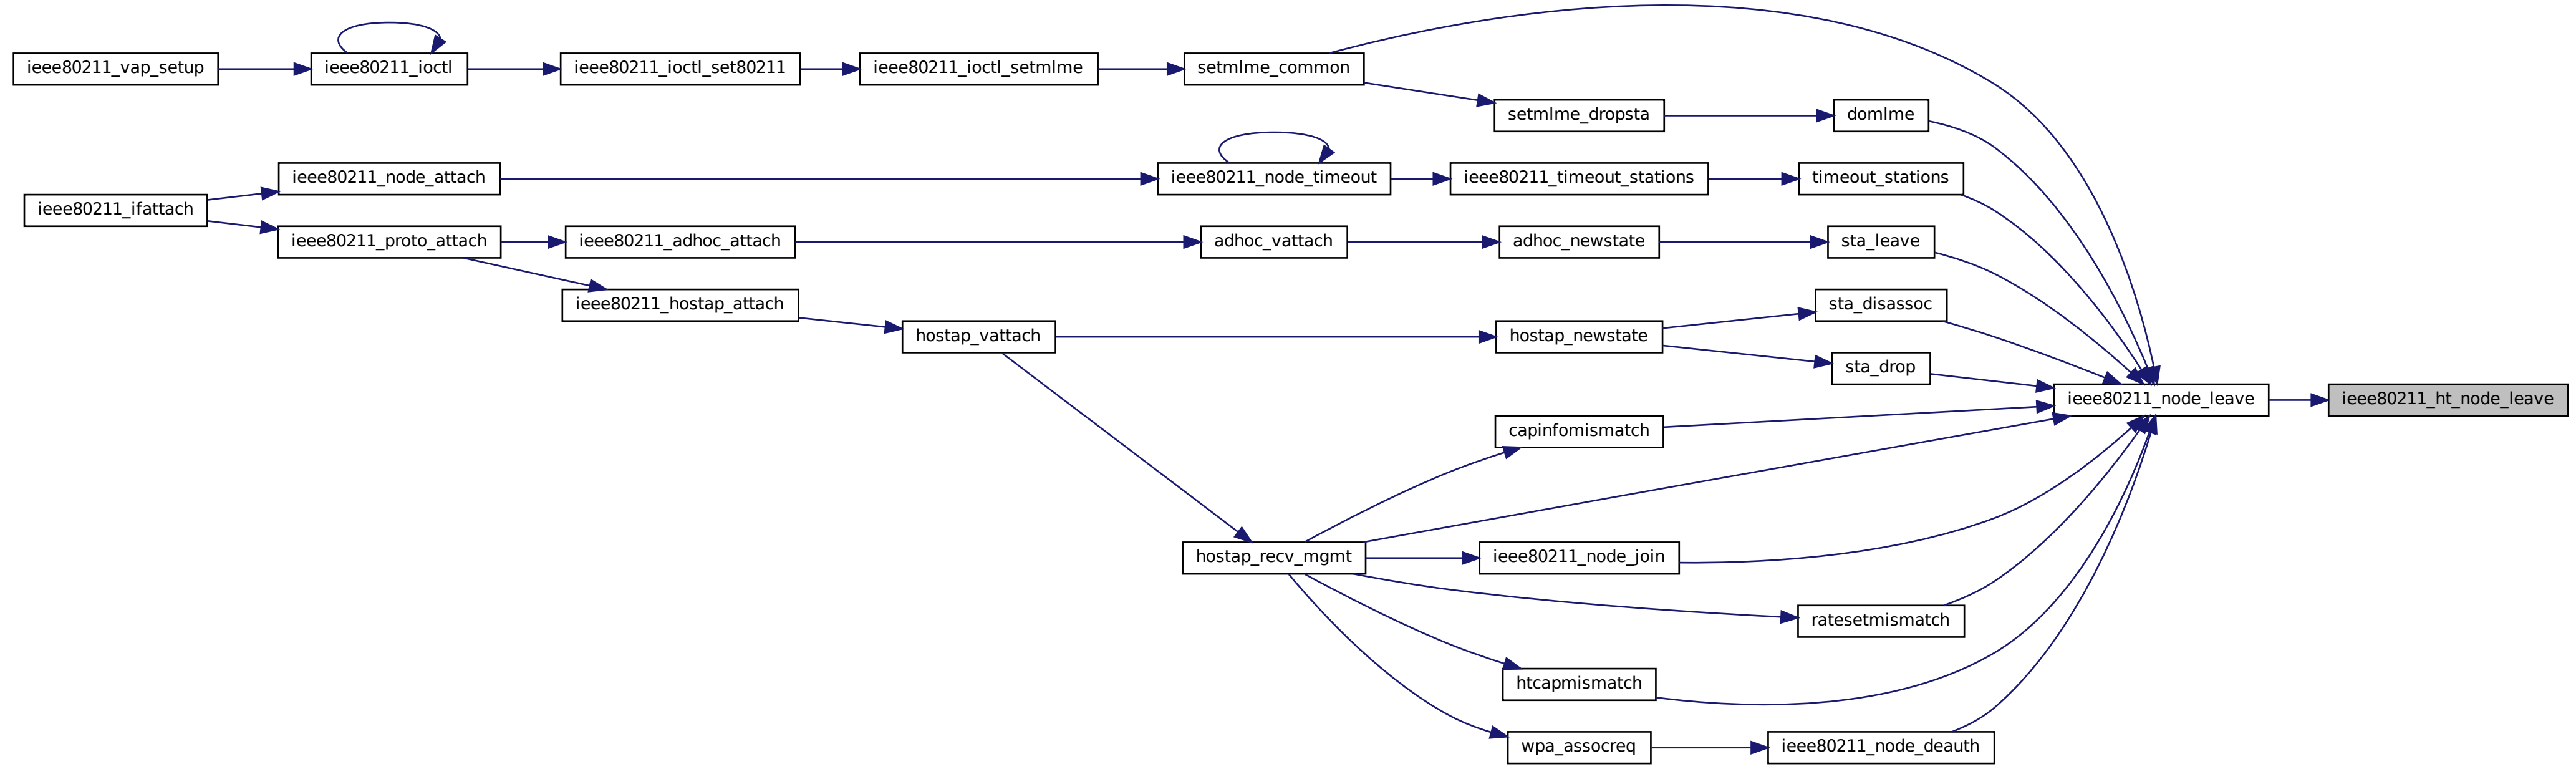 ieee80211_vap_setup
ieee80211_ioctl
ieee80211_ioctl_set80211
ieee80211_ioctl_setmlme
setmlme_common
setmlme_dropsta
domlme
ieee80211_node_attach
ieee80211_node_timeout
ieee80211_timeout_stations
timeout_stations
ieee80211_ifattach
ieee80211_proto_attach
ieee80211_adhoc_attach
adhoc_vattach
adhoc_newstate
sta_leave
ieee80211_hostap_attach
sta_disassoc
hostap_vattach
hostap_newstate
sta_drop
ieee80211_node_leave
ieee80211_ht_node_leave
capinfomismatch
hostap_recv_mgmt
ieee80211_node_join
ratesetmismatch
htcapmismatch
wpa_assocreq
ieee80211_node_deauth